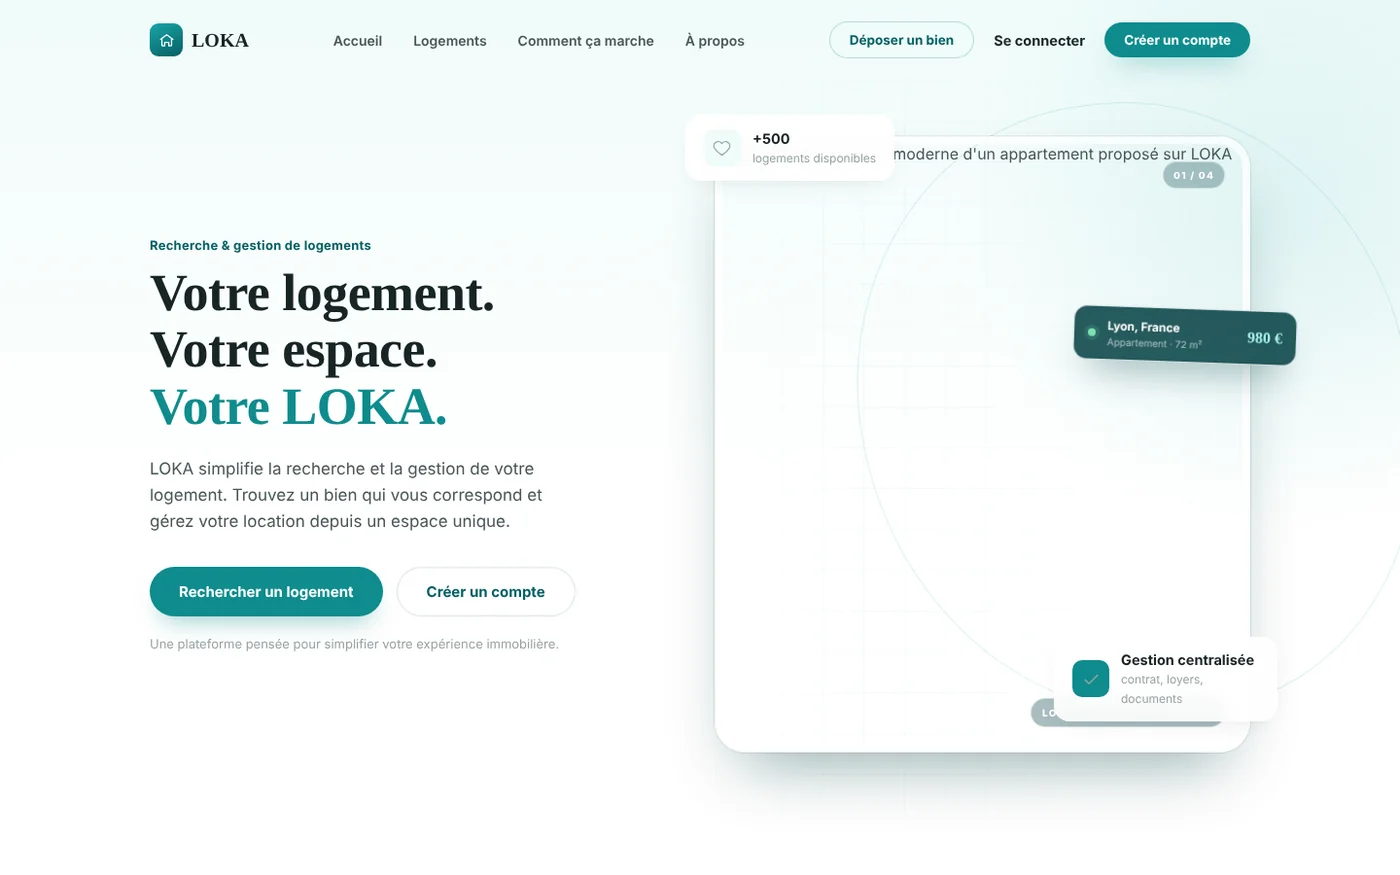 LOKA
Accueil
Logements
Comment ça marche
À propos
Déposer un bien
Se connecter
Créer un compte
+500
logements disponibles
moderne d'un appartement proposé sur LOKA
01 / 04
Recherche & gestion de logements
Votre logement.
Votre espace.
Votre LOKA.
LOKA simplifie la recherche et la gestion de votre
logement. Trouvez un bien qui vous correspond et
gérez votre location depuis un espace unique.
Rechercher un logement
Créer un compte
Une plateforme pensée pour simplifier votre expérience immobilière.
Lyon, France
Appartement · 72 m²
980 €
Gestion centralisée
contrat, loyers,
documents